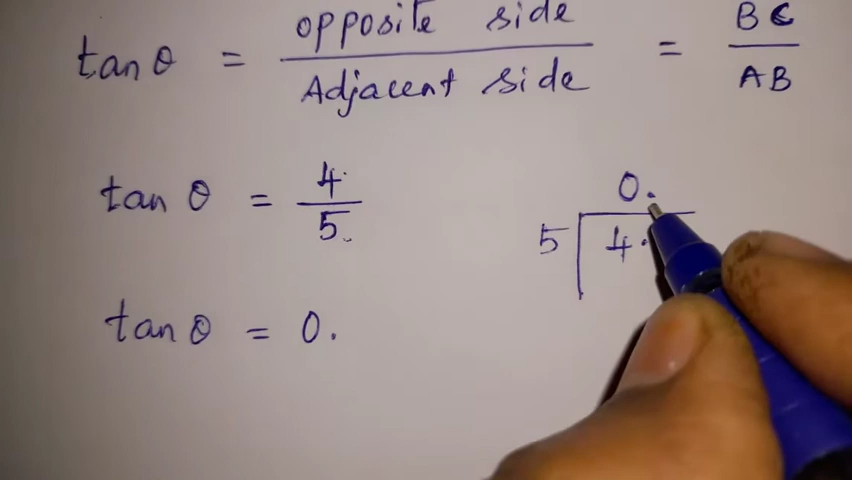 tan θ = opposite side / Adjacent side = BC / AB
tan θ = 4 / 5
0.
5 4.
tan θ = 0.